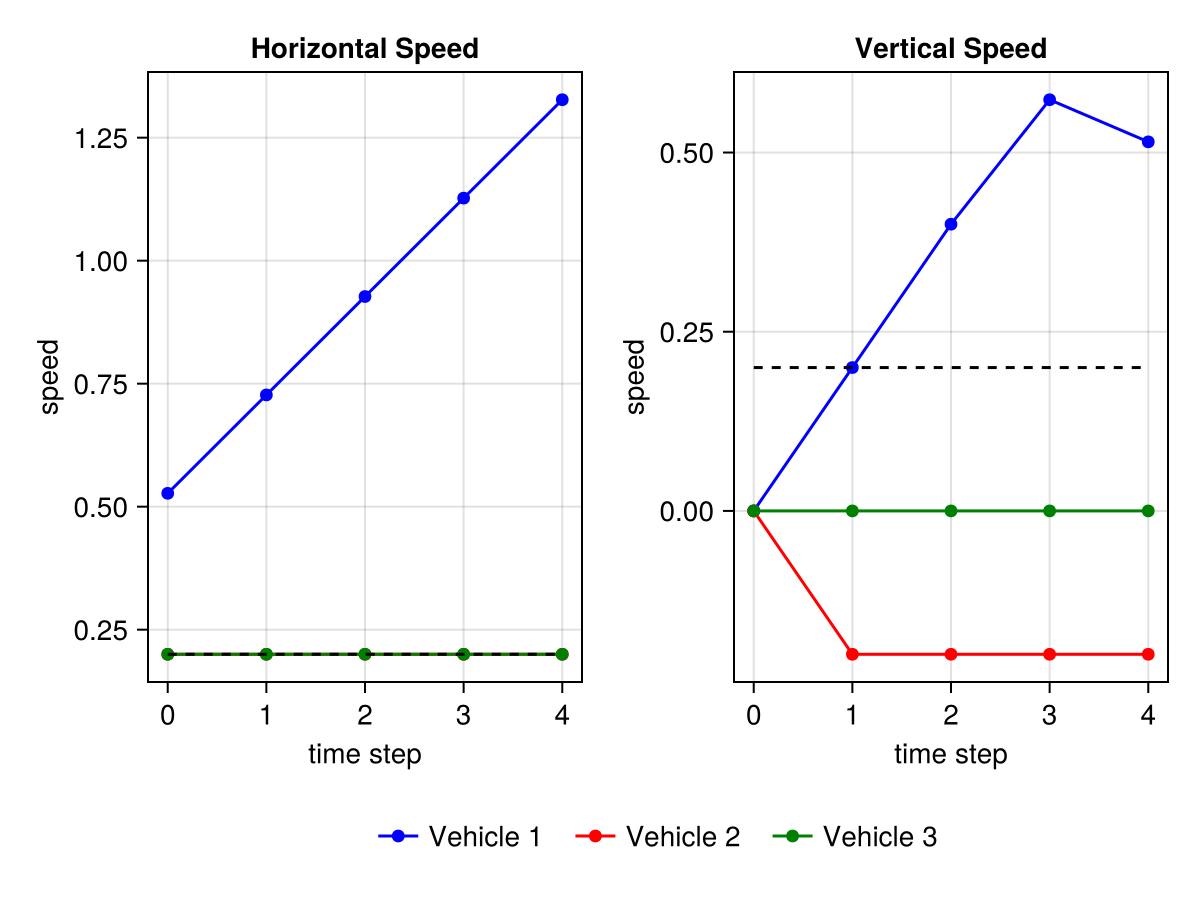 Horizontal Speed
1.25
1.00
0.75
0.50
0.25
speed
0 1 2 3 4
time step
Vertical Speed
0.50
0.25
0.00
speed
0 1 2 3 4
time step
Vehicle 1 Vehicle 2 Vehicle 3